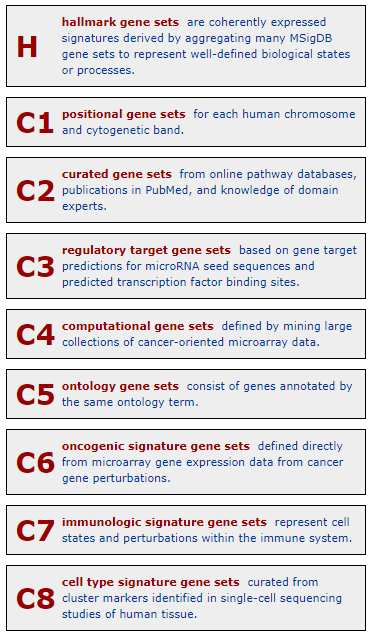 H
hallmark gene sets are coherently expressed
signatures derived by aggregating many MSigDB
gene sets to represent well-defined biological states
or processes.
C1
positional gene sets for each human chromosome
and cytogenetic band.
C2
curated gene sets from online pathway databases,
publications in PubMed, and knowledge of domain
experts.
C3
regulatory target gene sets based on gene target
predictions for microRNA seed sequences and
predicted transcription factor binding sites.
C4
computational gene sets defined by mining large
collections of cancer-oriented microarray data.
C5
ontology gene sets consist of genes annotated by
the same ontology term.
C6
oncogenic signature gene sets defined directly
from microarray gene expression data from cancer
gene perturbations.
C7
immunologic signature gene sets represent cell
states and perturbations within the immune system.
C8
cell type signature gene sets curated from
cluster markers identified in single-cell sequencing
studies of human tissue.